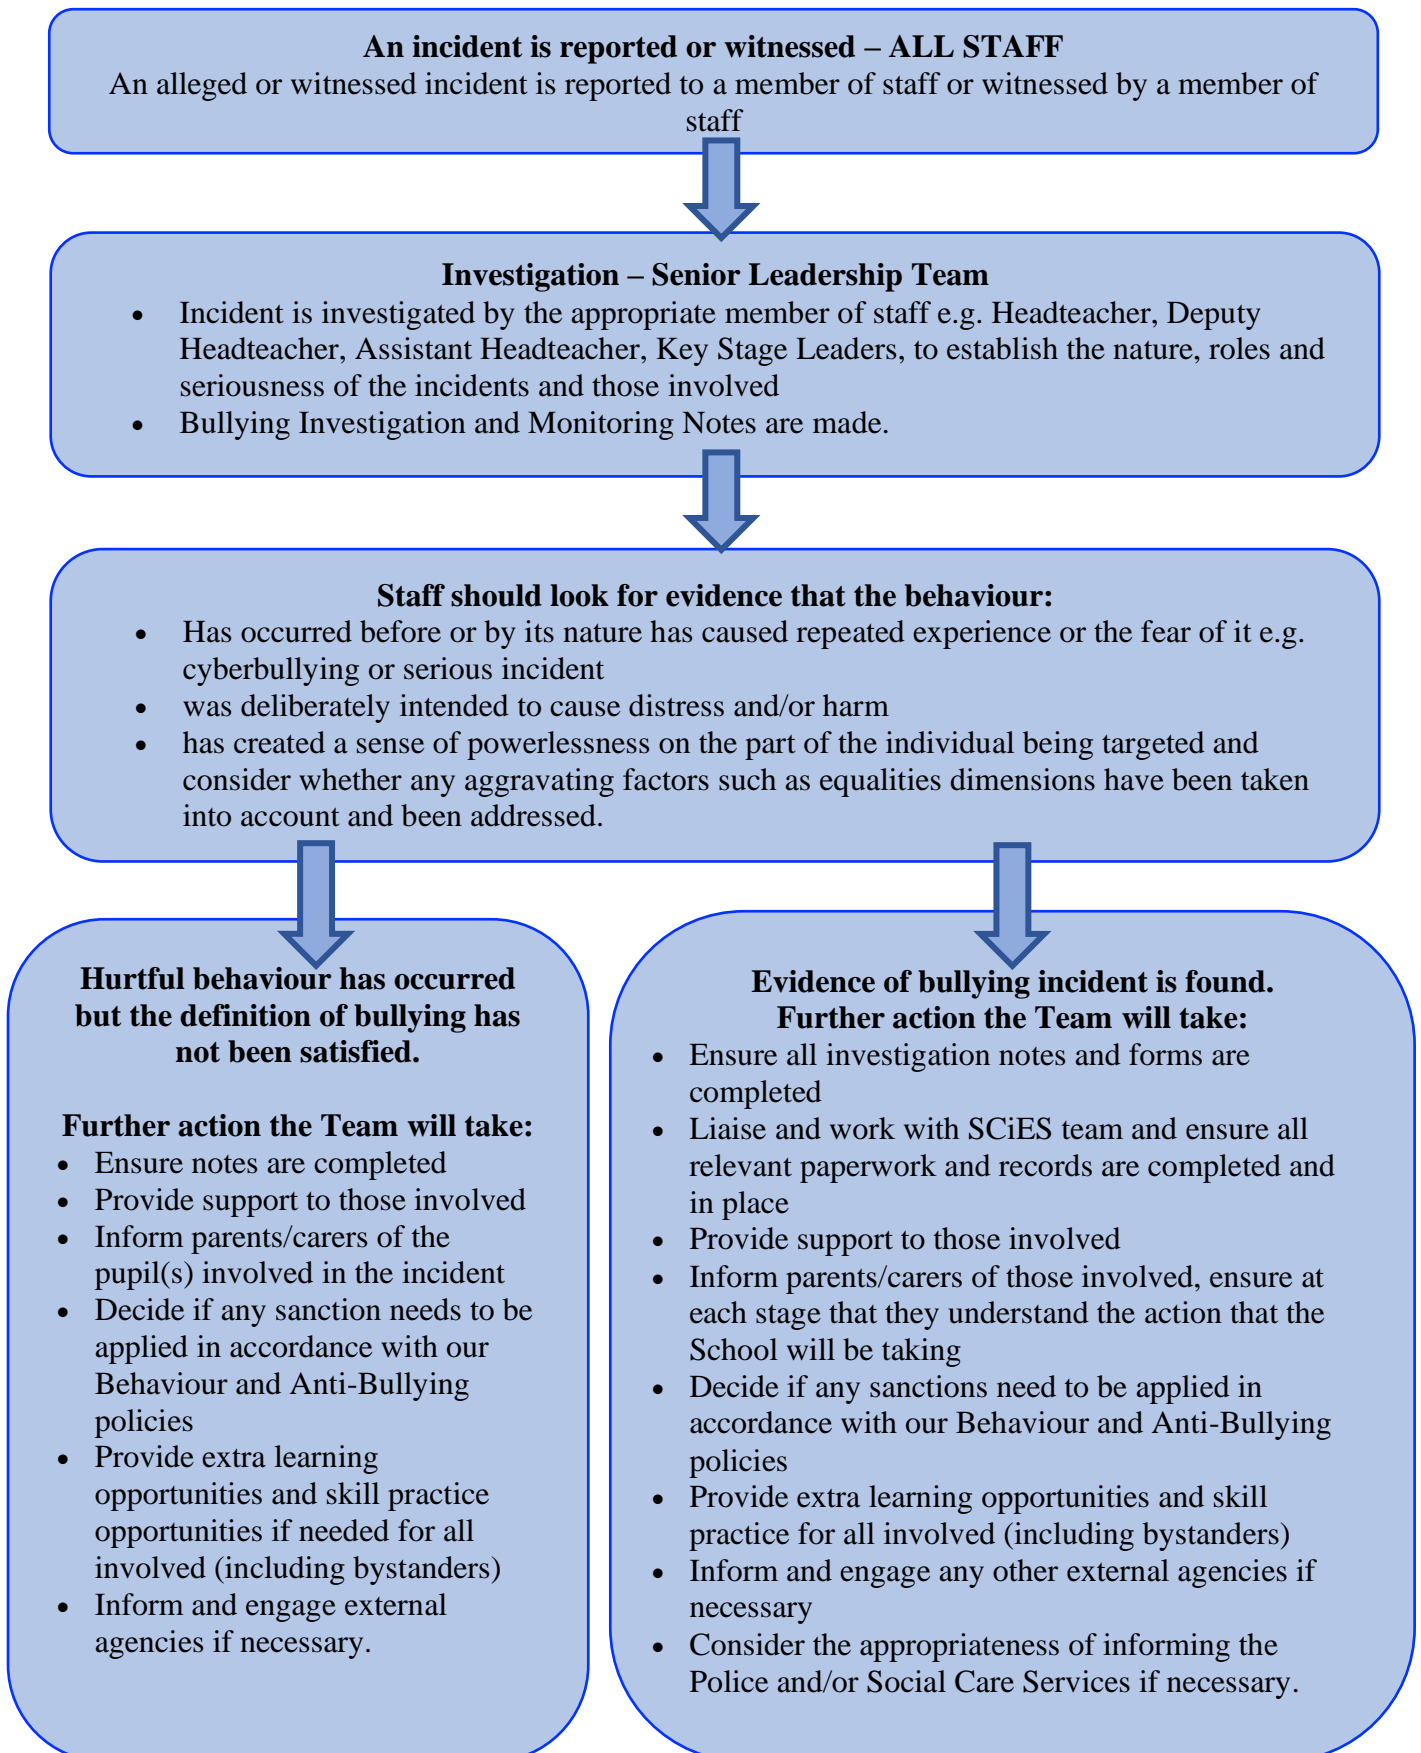 An incident is reported or witnessed – ALL STAFF
An alleged or witnessed incident is reported to a member of staff or witnessed by a member of
staff
Investigation – Senior Leadership Team
• Incident is investigated by the appropriate member of staff e.g. Headteacher, Deputy
Headteacher, Assistant Headteacher, Key Stage Leaders, to establish the nature, roles and
seriousness of the incidents and those involved
• Bullying Investigation and Monitoring Notes are made.
Staff should look for evidence that the behaviour:
• Has occurred before or by its nature has caused repeated experience or the fear of it e.g.
cyberbullying or serious incident
• was deliberately intended to cause distress and/or harm
• has created a sense of powerlessness on the part of the individual being targeted and
consider whether any aggravating factors such as equalities dimensions have been taken
into account and been addressed.
Hurtful behaviour has occurred
but the definition of bullying has
not been satisfied.
Further action the Team will take:
• Ensure notes are completed
• Provide support to those involved
• Inform parents/carers of the
pupil(s) involved in the incident
• Decide if any sanction needs to be
applied in accordance with our
Behaviour and Anti-Bullying
policies
• Provide extra learning
opportunities and skill practice
opportunities if needed for all
involved (including bystanders)
• Inform and engage external
agencies if necessary.
Evidence of bullying incident is found.
Further action the Team will take:
• Ensure all investigation notes and forms are
completed
• Liaise and work with SCiES team and ensure all
relevant paperwork and records are completed and
in place
• Provide support to those involved
• Inform parents/carers of those involved, ensure at
each stage that they understand the action that the
School will be taking
• Decide if any sanctions need to be applied in
accordance with our Behaviour and Anti-Bullying
policies
• Provide extra learning opportunities and skill
practice for all involved (including bystanders)
• Inform and engage any other external agencies if
necessary
• Consider the appropriateness of informing the
Police and/or Social Care Services if necessary.